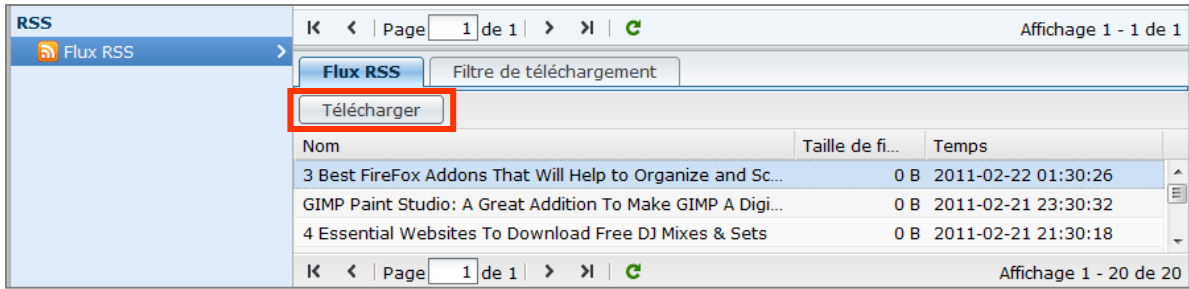 RSS
Flux RSS
Page 1 de 1 Affichage 1 - 1 de 1
Flux RSS Filtre de téléchargement
Télécharger
Nom Taille de fi... Temps
3 Best FireFox Addons That Will Help to Organize and Sc... 0 B 2011-02-22 01:30:26
GIMP Paint Studio: A Great Addition To Make GIMP A Digi... 0 B 2011-02-21 23:30:32
4 Essential Websites To Download Free DJ Mixes & Sets 0 B 2011-02-21 21:30:18
Page 1 de 1 Affichage 1 - 20 de 20